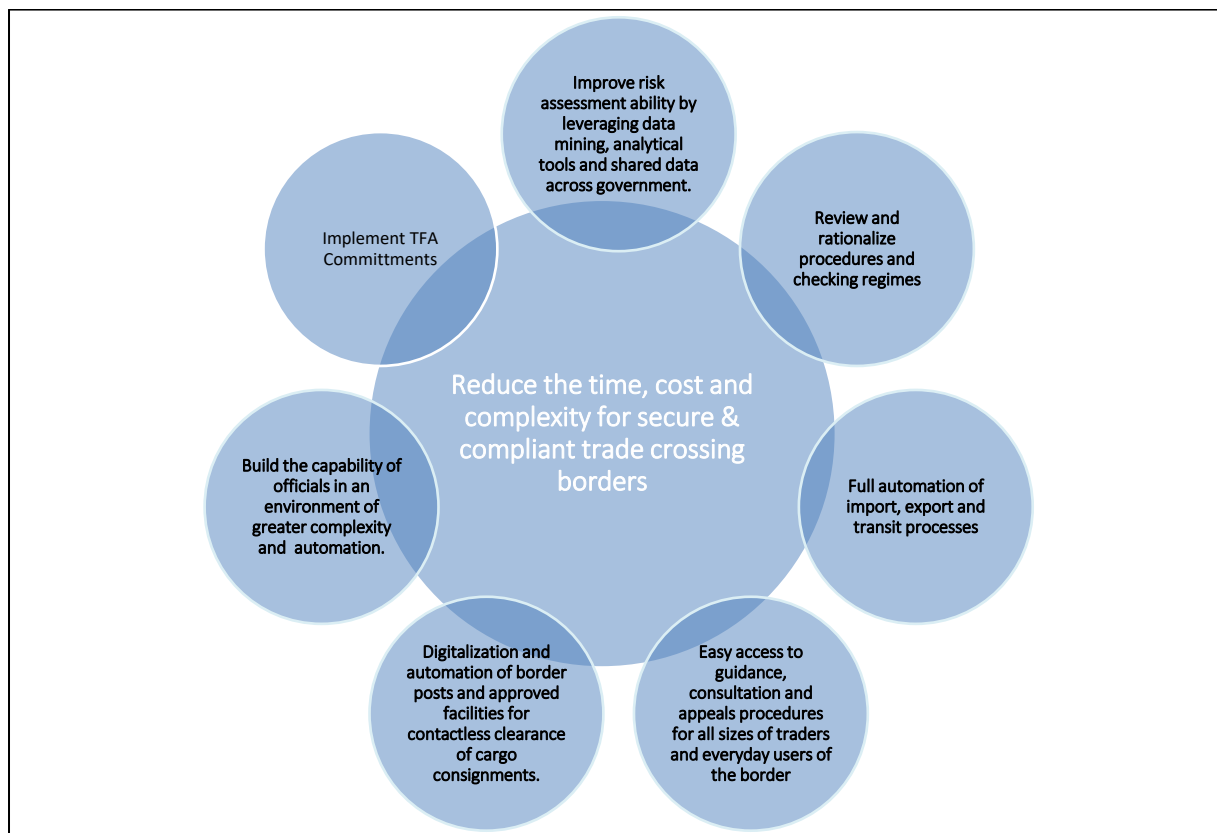 Improve risk
assessment ability by
leveraging data
mining, analytical
tools and shared data
across government.
Implement TFA
Committments
Review and
rationalize
procedures and
checking regimes
Reduce the time, cost and
complexity for secure &
compliant trade crossing
borders
Build the capability of
officials in an
environment of
greater complexity
and automation.
Full automation of
import, export and
transit processes
Digitalization and
automation of border
posts and approved
facilities for
contactless clearance
of cargo
consignments.
Easy access to
guidance,
consultation and
appeals procedures
for all sizes of traders
and everyday users of
the border